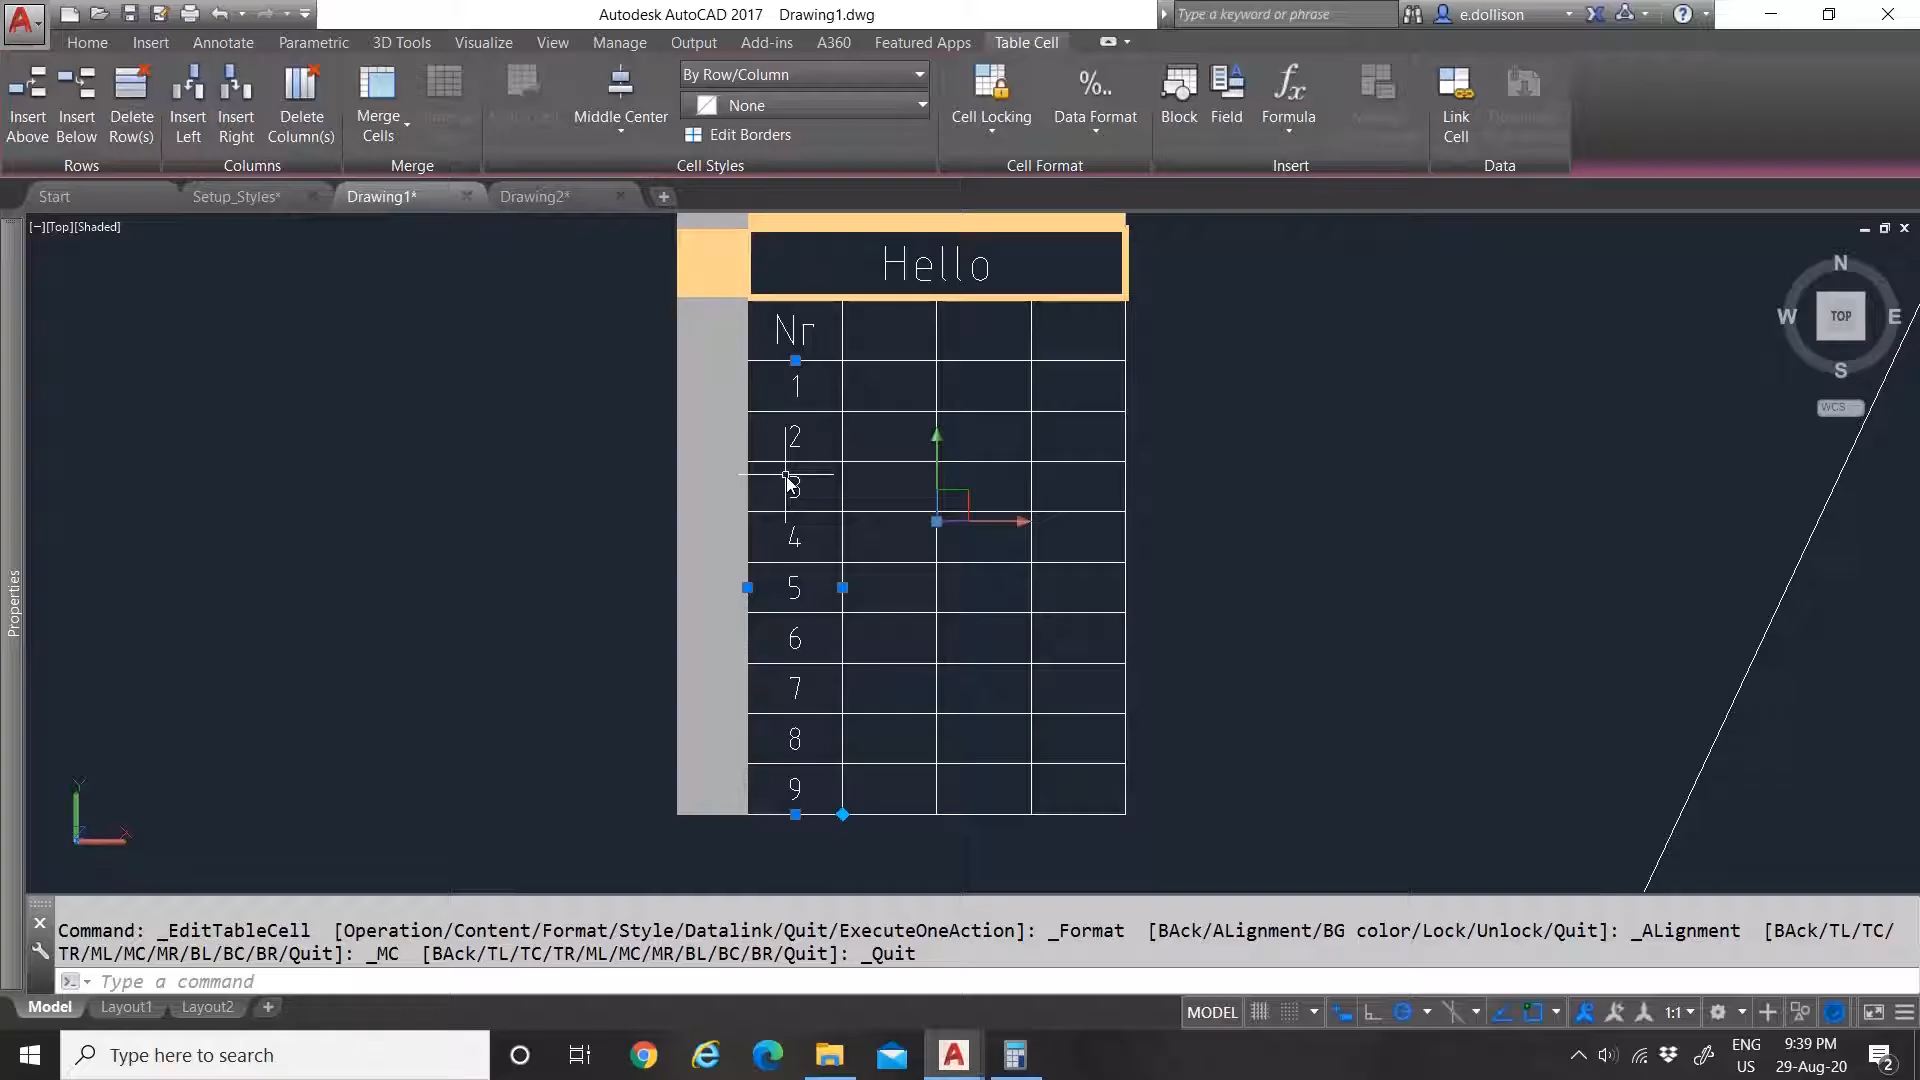 Autodesk AutoCAD 2017 Drawing1.dwg
Type a keyword or phrase
e.dollison
Home Insert Annotate Parametric 3D Tools Visualize View Manage Output Add-ins A360 Featured Apps Table Cell
By Row/Column
None
Edit Borders
Insert Above
Insert Below
Delete Row(s)
Insert Left
Insert Right
Delete Column(s)
Merge Cells
Middle Center
Cell Locking
Data Format
Block
Field
Formula
Link Cell
Rows Columns Merge Cell Styles Cell Format Insert Data
Start Setup_Styles* Drawing1* Drawing2*
[−][Top][Shaded]
Hello
Nr
1
2
3
4
5
6
7
8
9
N
W TOP E
S
WCS
Properties
Y
X
Command: _EditTableCell [Operation/Content/Format/Style/Datalink/Quit/ExecuteOneAction]: _Format [BAck/ALignment/BG color/Lock/Unlock/Quit]: _ALignment [BAck/TL/TC/
TR/ML/MC/MR/BL/BC/BR/Quit]: _MC [BAck/TL/TC/TR/ML/MC/MR/BL/BC/BR/Quit]: _Quit
Type a command
Model Layout1 Layout2
MODEL 1:1
Type here to search
ENG
US
9:39 PM
29-Aug-20
2